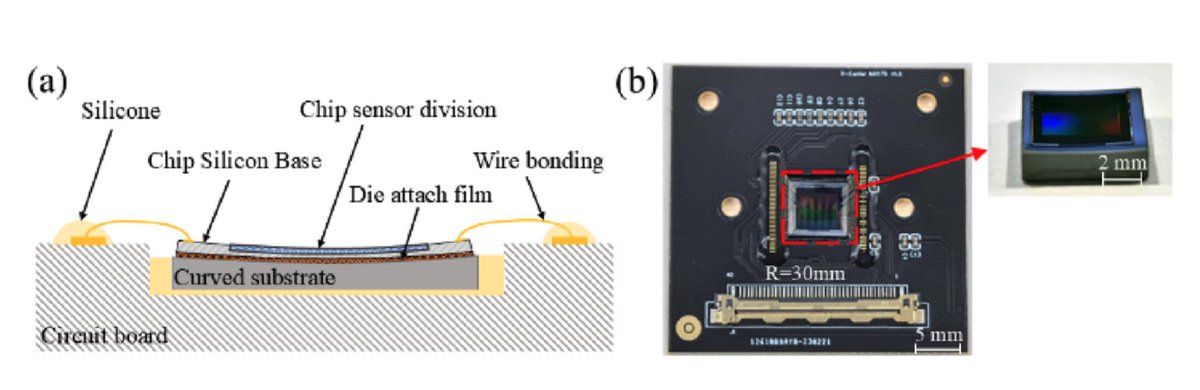 (a)
Silicone
Chip sensor division
Chip Silicon Base
Wire bonding
Die attach film
Curved substrate
Circuit board
(b)
R=30mm
5 mm
2 mm